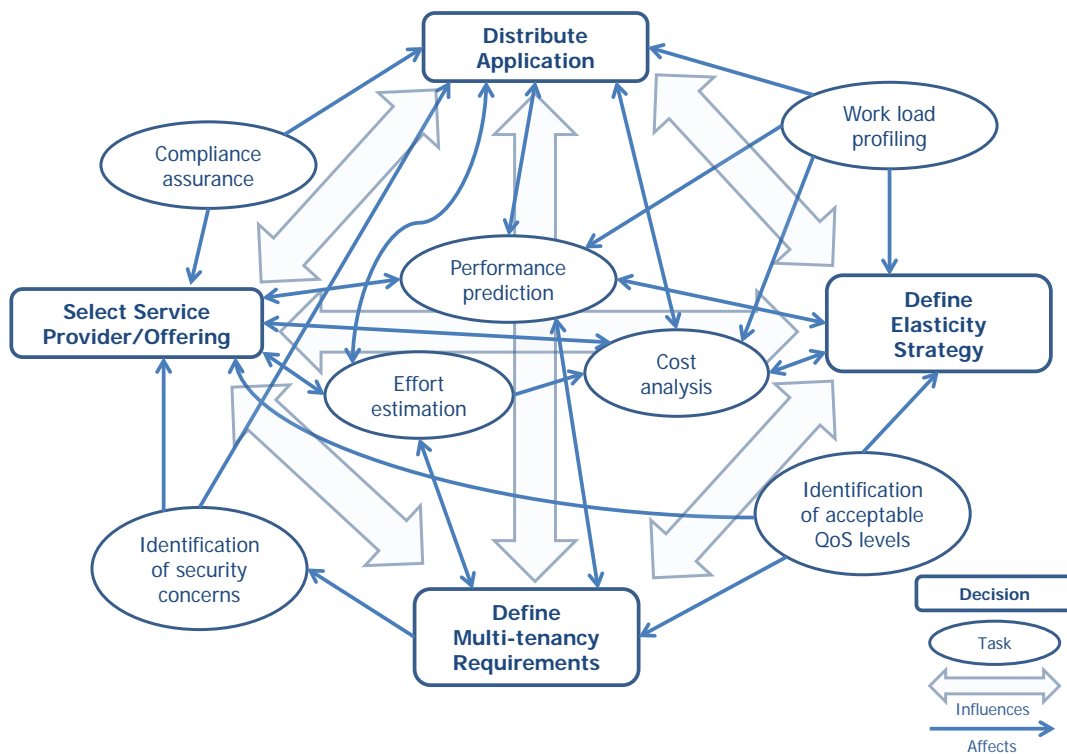 Distribute
Application
Work load
profiling
Compliance
assurance
Performance
prediction
Select Service
Provider/Offering
Define
Elasticity
Strategy
Cost
analysis
Effort
estimation
Identification
of acceptable
QoS levels
Identification
of security
concerns
Define
Multi-tenancy
Requirements
Decision
Task
Influences
Affects